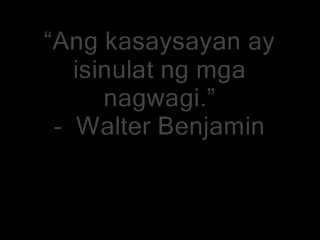 “Ang kasaysayan ay
isinulat ng mga
nagwagi.”
- Walter Benjamin